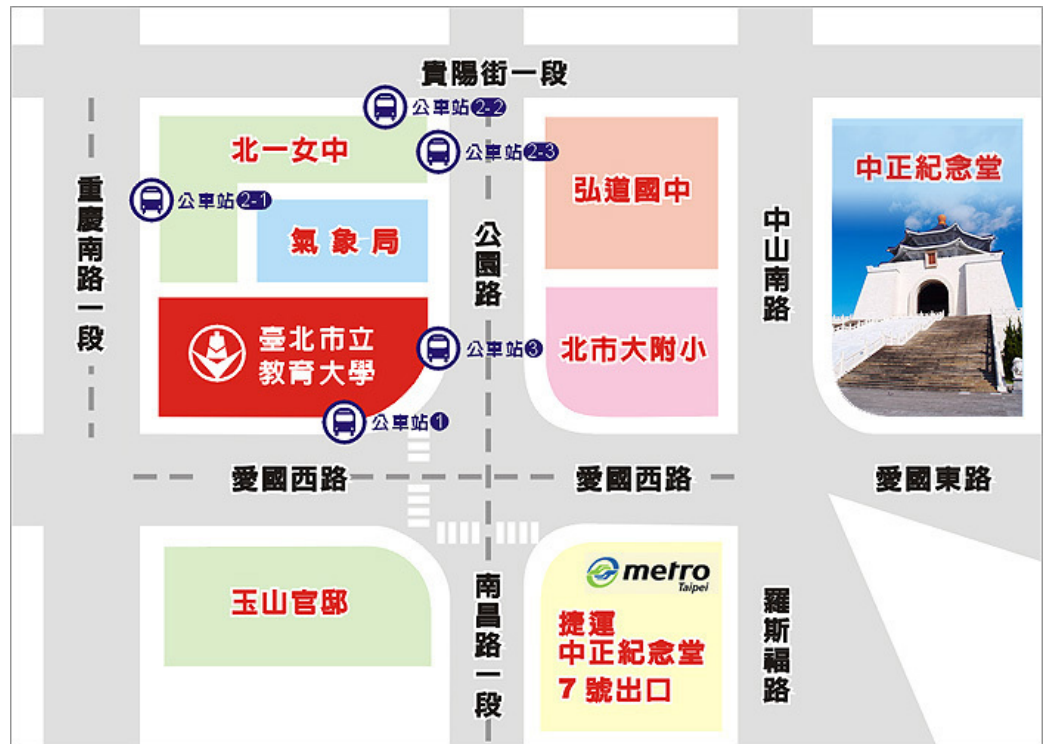 貴陽街一段
公車站2-2
北一女中
公車站2-3
弘道國中
中正紀念堂
公車站2-1
氣象局
重慶南路一段
公園路
中山南路
臺北市立
教育大學
公車站3
北市大附小
公車站1
愛國西路
愛國西路
愛國東路
玉山官邸
南昌路一段
metro
Taipei
捷運
中正紀念堂
7號出口
羅斯福路